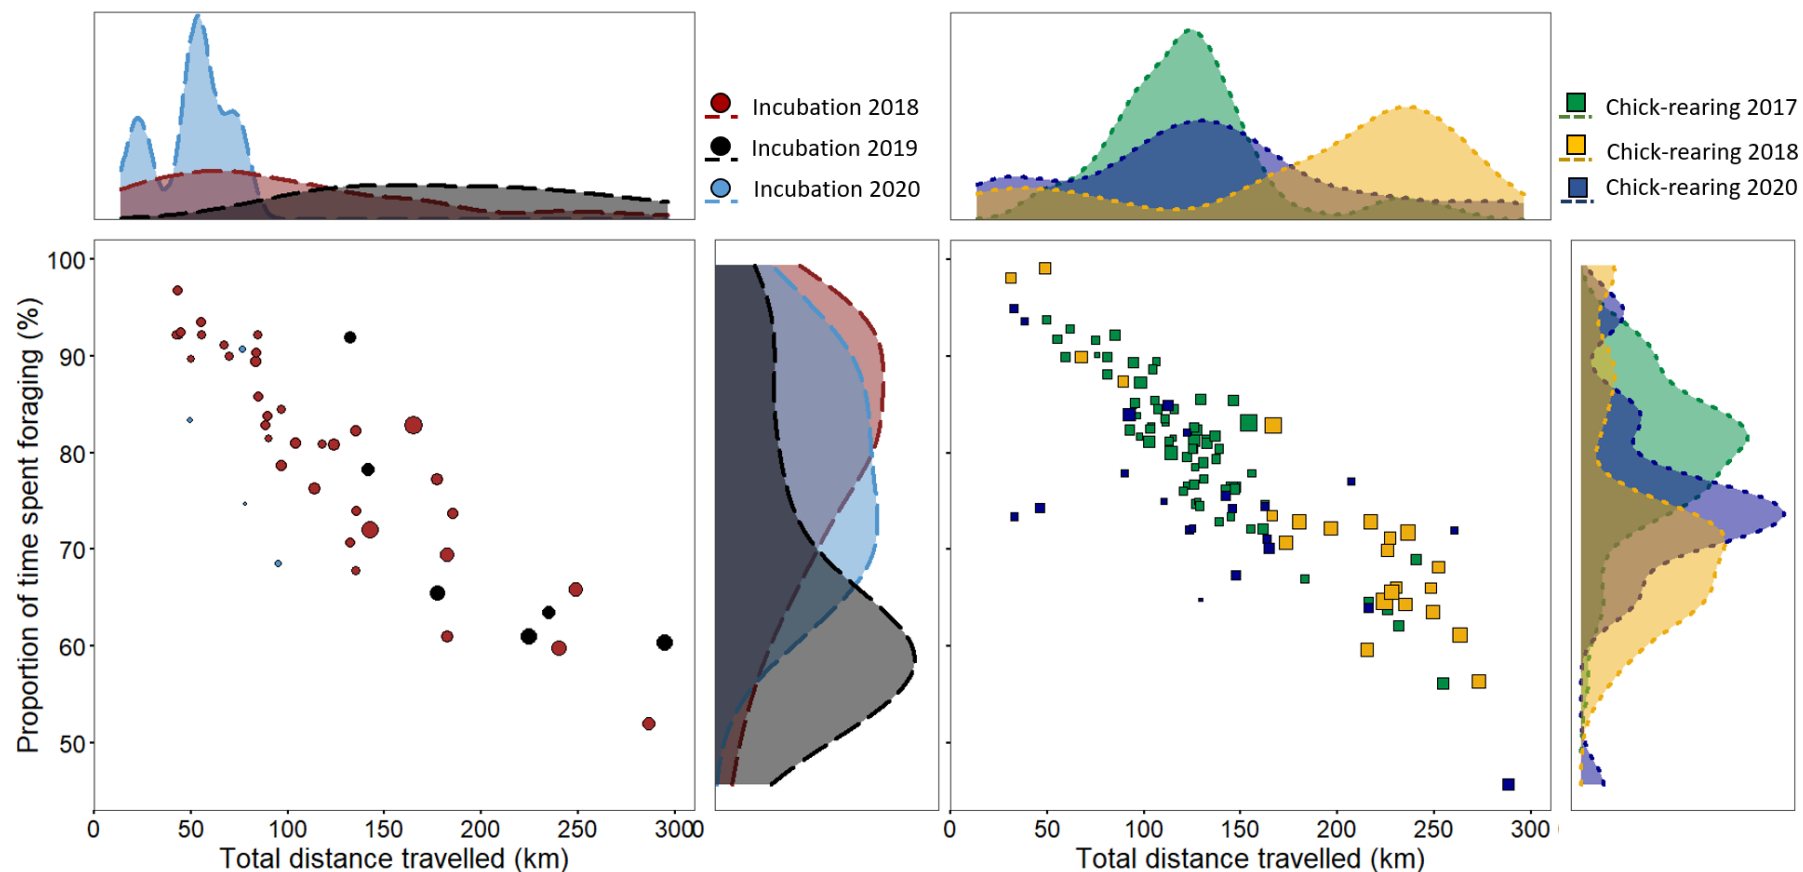 Incubation 2018
Incubation 2019
Incubation 2020
Chick-rearing 2017
Chick-rearing 2018
Chick-rearing 2020
Proportion of time spent foraging (%)
100
90
80
70
60
50
0 50 100 150 200 250 3000 0 50 100 150 200 250 300
Total distance travelled (km) Total distance travelled (km)